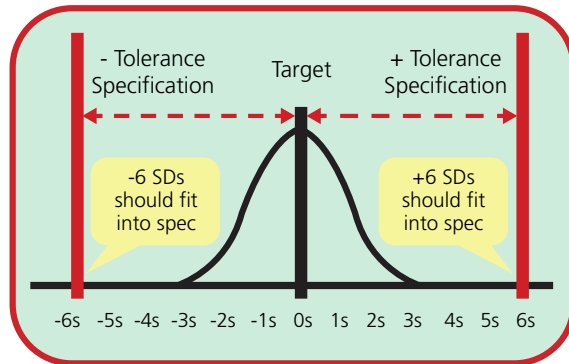 - Tolerance
Specification
Target
+ Tolerance
Specification
-6 SDs
should fit
into spec
+6 SDs
should fit
into spec
-6s -5s -4s -3s -2s -1s 0s 1s 2s 3s 4s 5s 6s